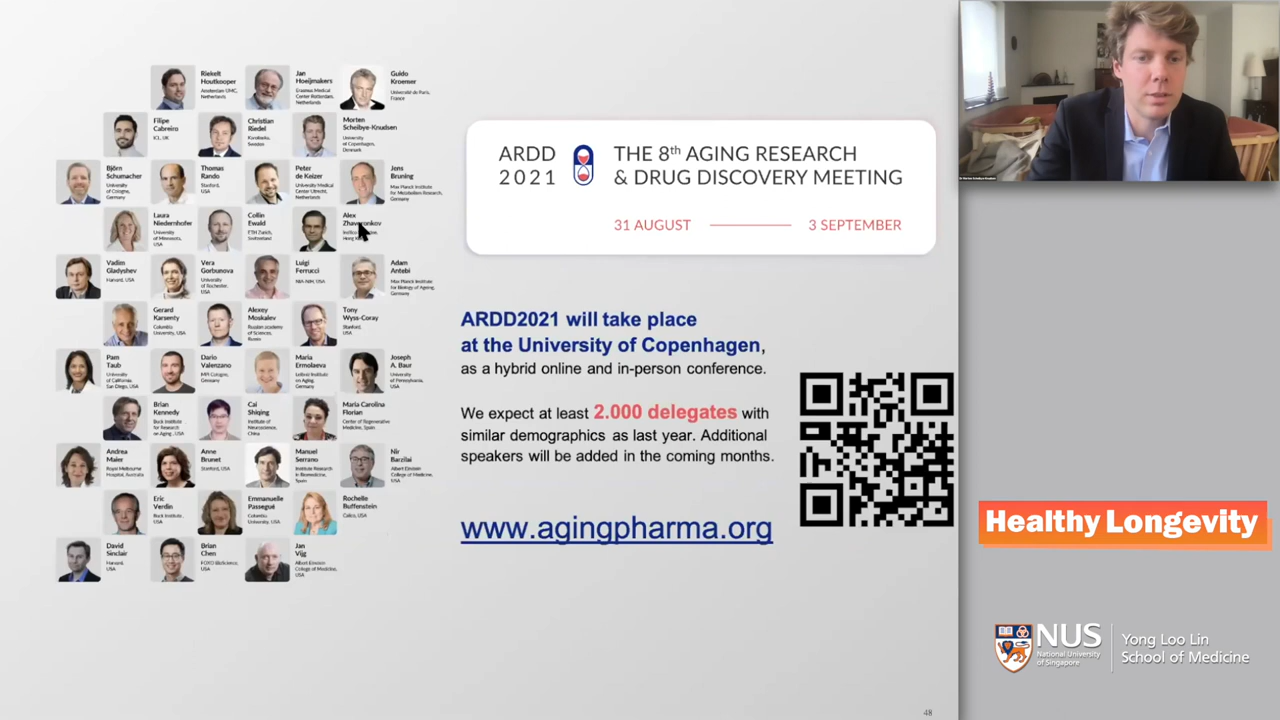 Riekelt
Houtkooper
Amsterdam UMC,
Netherlands
Jan
Hoeijmakers
Erasmus Medical
Center Rotterdam,
Netherlands
Guido
Kroemer
Université de Paris,
France
Filipe
Cabreiro
ICL, UK
Christian
Riedel
Karolinska,
Sweden
Morten
Scheibye-Knudsen
University
of Copenhagen,
Denmark
Björn
Schumacher
University
of Cologne,
Germany
Thomas
Rando
Stanford,
USA
Peter
de Keizer
University Medical
Center Utrecht,
Netherlands
Jens
Bruning
Max Planck Institute
for Metabolism Research,
Germany
Laura
Niedernhofer
University
of Minnesota,
USA
Collin
Ewald
ETH Zurich,
Switzerland
Alex
Vadim
Gladyshev
Harvard, USA
Vera
Gorbunova
University
of Rochester,
USA
Luigi
Ferrucci
NIA-NIH, USA
Adam
Antebi
Max Planck Institute
for Biology of Ageing,
Germany
Gerard
Karsenty
Columbia
University, USA
Alexey
Moskalev
Russian academy
of Sciences,
Russia
Tony
Wyss-Coray
Stanford,
USA
Pam
Taub
University
of California
San Diego, USA
Dario
Valenzano
MPI Cologne,
Germany
Maria
Ermolaeva
Leibniz Institute
on Aging,
Germany
Joseph
A. Baur
University
of Pennsylvania,
USA
Brian
Kennedy
Buck Institute
for Research
on Aging, USA
Cai
Shiqing
Institute of
Neuroscience,
China
Maria Carolina
Florian
Center of Regenerative
Medicine, Spain
Andrea
Maier
Royal Melbourne
Hospital, Australia
Anne
Brunet
Stanford, USA
Manuel
Serrano
Institute Research
in Biomedicine,
Spain
Nir
Barzilai
Albert Einstein
College of Medicine,
USA
Eric
Verdin
Buck Institute,
USA
Emmanuelle
Passegué
Columbia
University, USA
Rochelle
Buffenstein
Calico, USA
David
Sinclair
Harvard,
USA
Brian
Chen
FOXO BioScience,
USA
Jan
Vijg
Albert Einstein
College of Medicine,
USA
ARDD
2021
THE 8th AGING RESEARCH
& DRUG DISCOVERY MEETING
31 AUGUST
3 SEPTEMBER
ARDD2021 will take place
at the University of Copenhagen,
as a hybrid online and in-person conference.
We expect at least 2.000 delegates with
similar demographics as last year. Additional
speakers will be added in the coming months.
www.agingpharma.org
48
Healthy Longevity
NUS
National University
of Singapore
Yong Loo Lin
School of Medicine